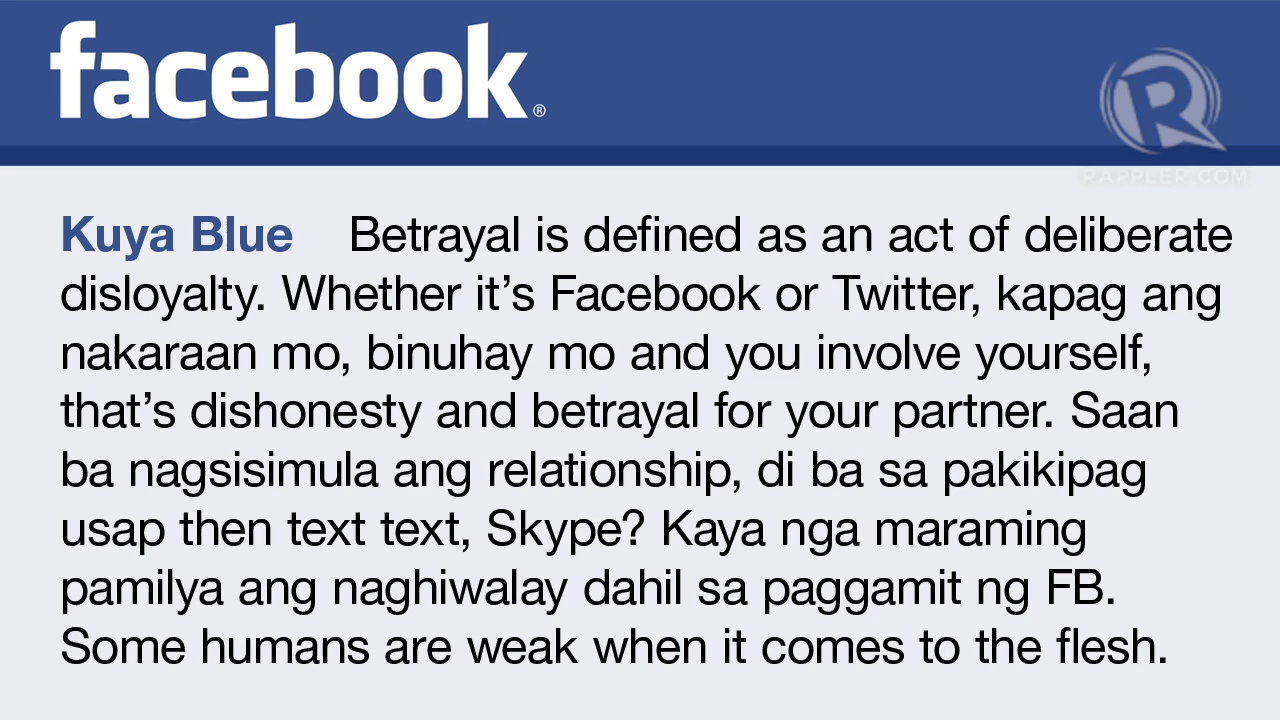 facebook®
R
RAPPLER.COM
Kuya Blue Betrayal is defined as an act of deliberate
disloyalty. Whether it's Facebook or Twitter, kapag ang
nakaraan mo, binuhay mo and you involve yourself,
that's dishonesty and betrayal for your partner. Saan
ba nagsisimula ang relationship, di ba sa pakikipag
usap then text text, Skype? Kaya nga maraming
pamilya ang naghiwalay dahil sa paggamit ng FB.
Some humans are weak when it comes to the flesh.